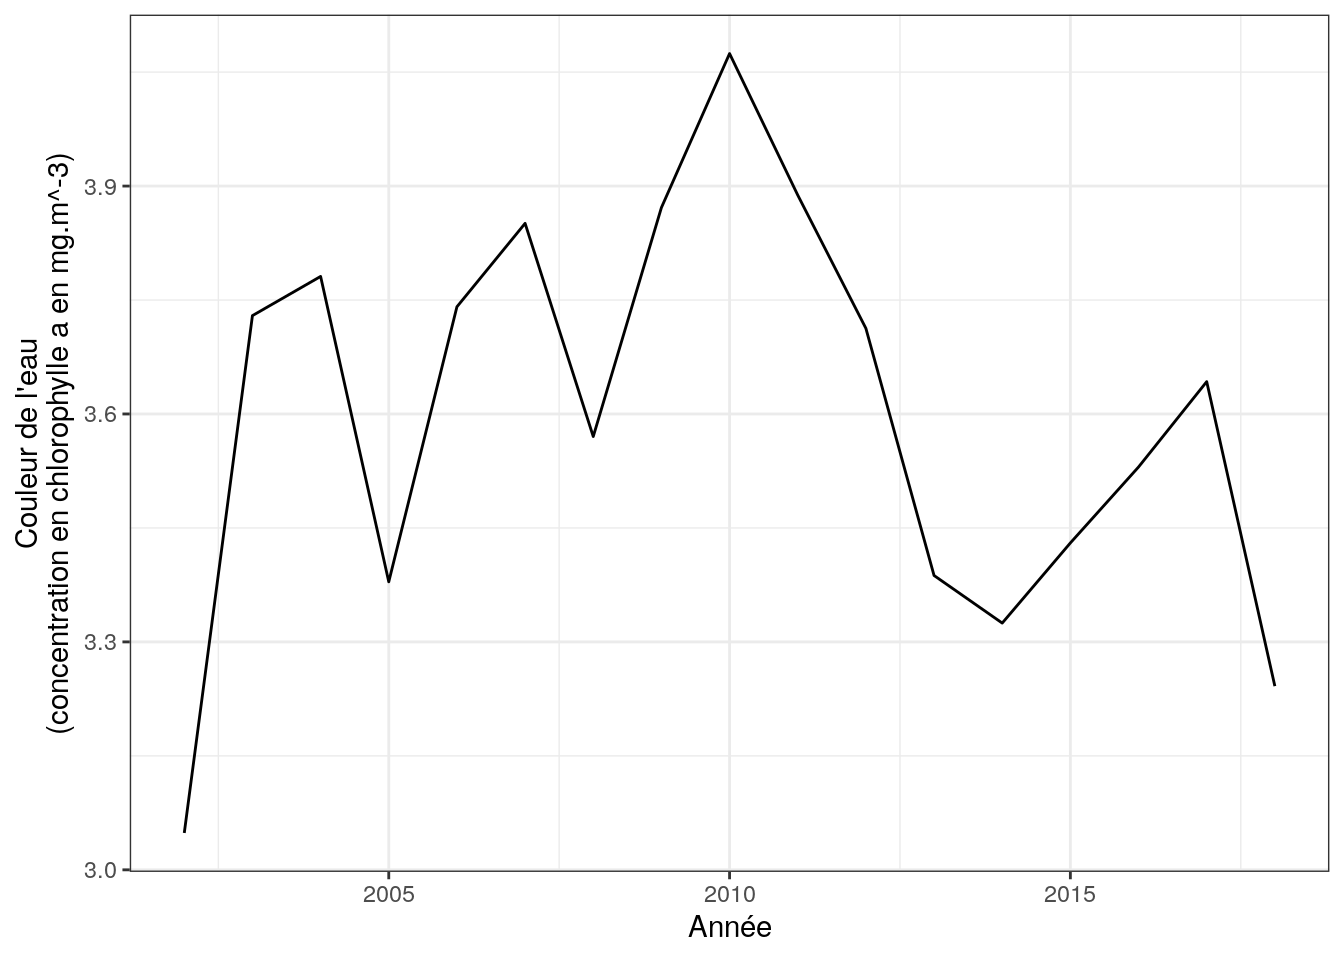 Couleur de l'eau
(concentration en chlorophylle a en mg.m^-3)
3.9
3.6
3.3
3.0
2005
2010
2015
Année